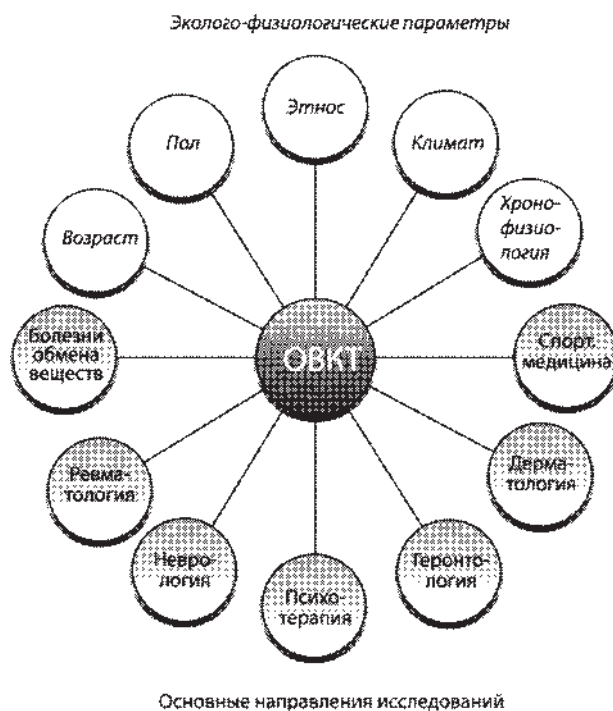 Эколого-физиологические параметры
Этнос
Пол
Климат
Хроно-
физио-
логия
Возраст
Болезни
обмена
веществ
ОВКТ
Спорт.
медицина
Ревма-
тология
Дерма-
тология
Невро-
логия
Геронто-
логия
Психо-
терапия
Основные направления исследований